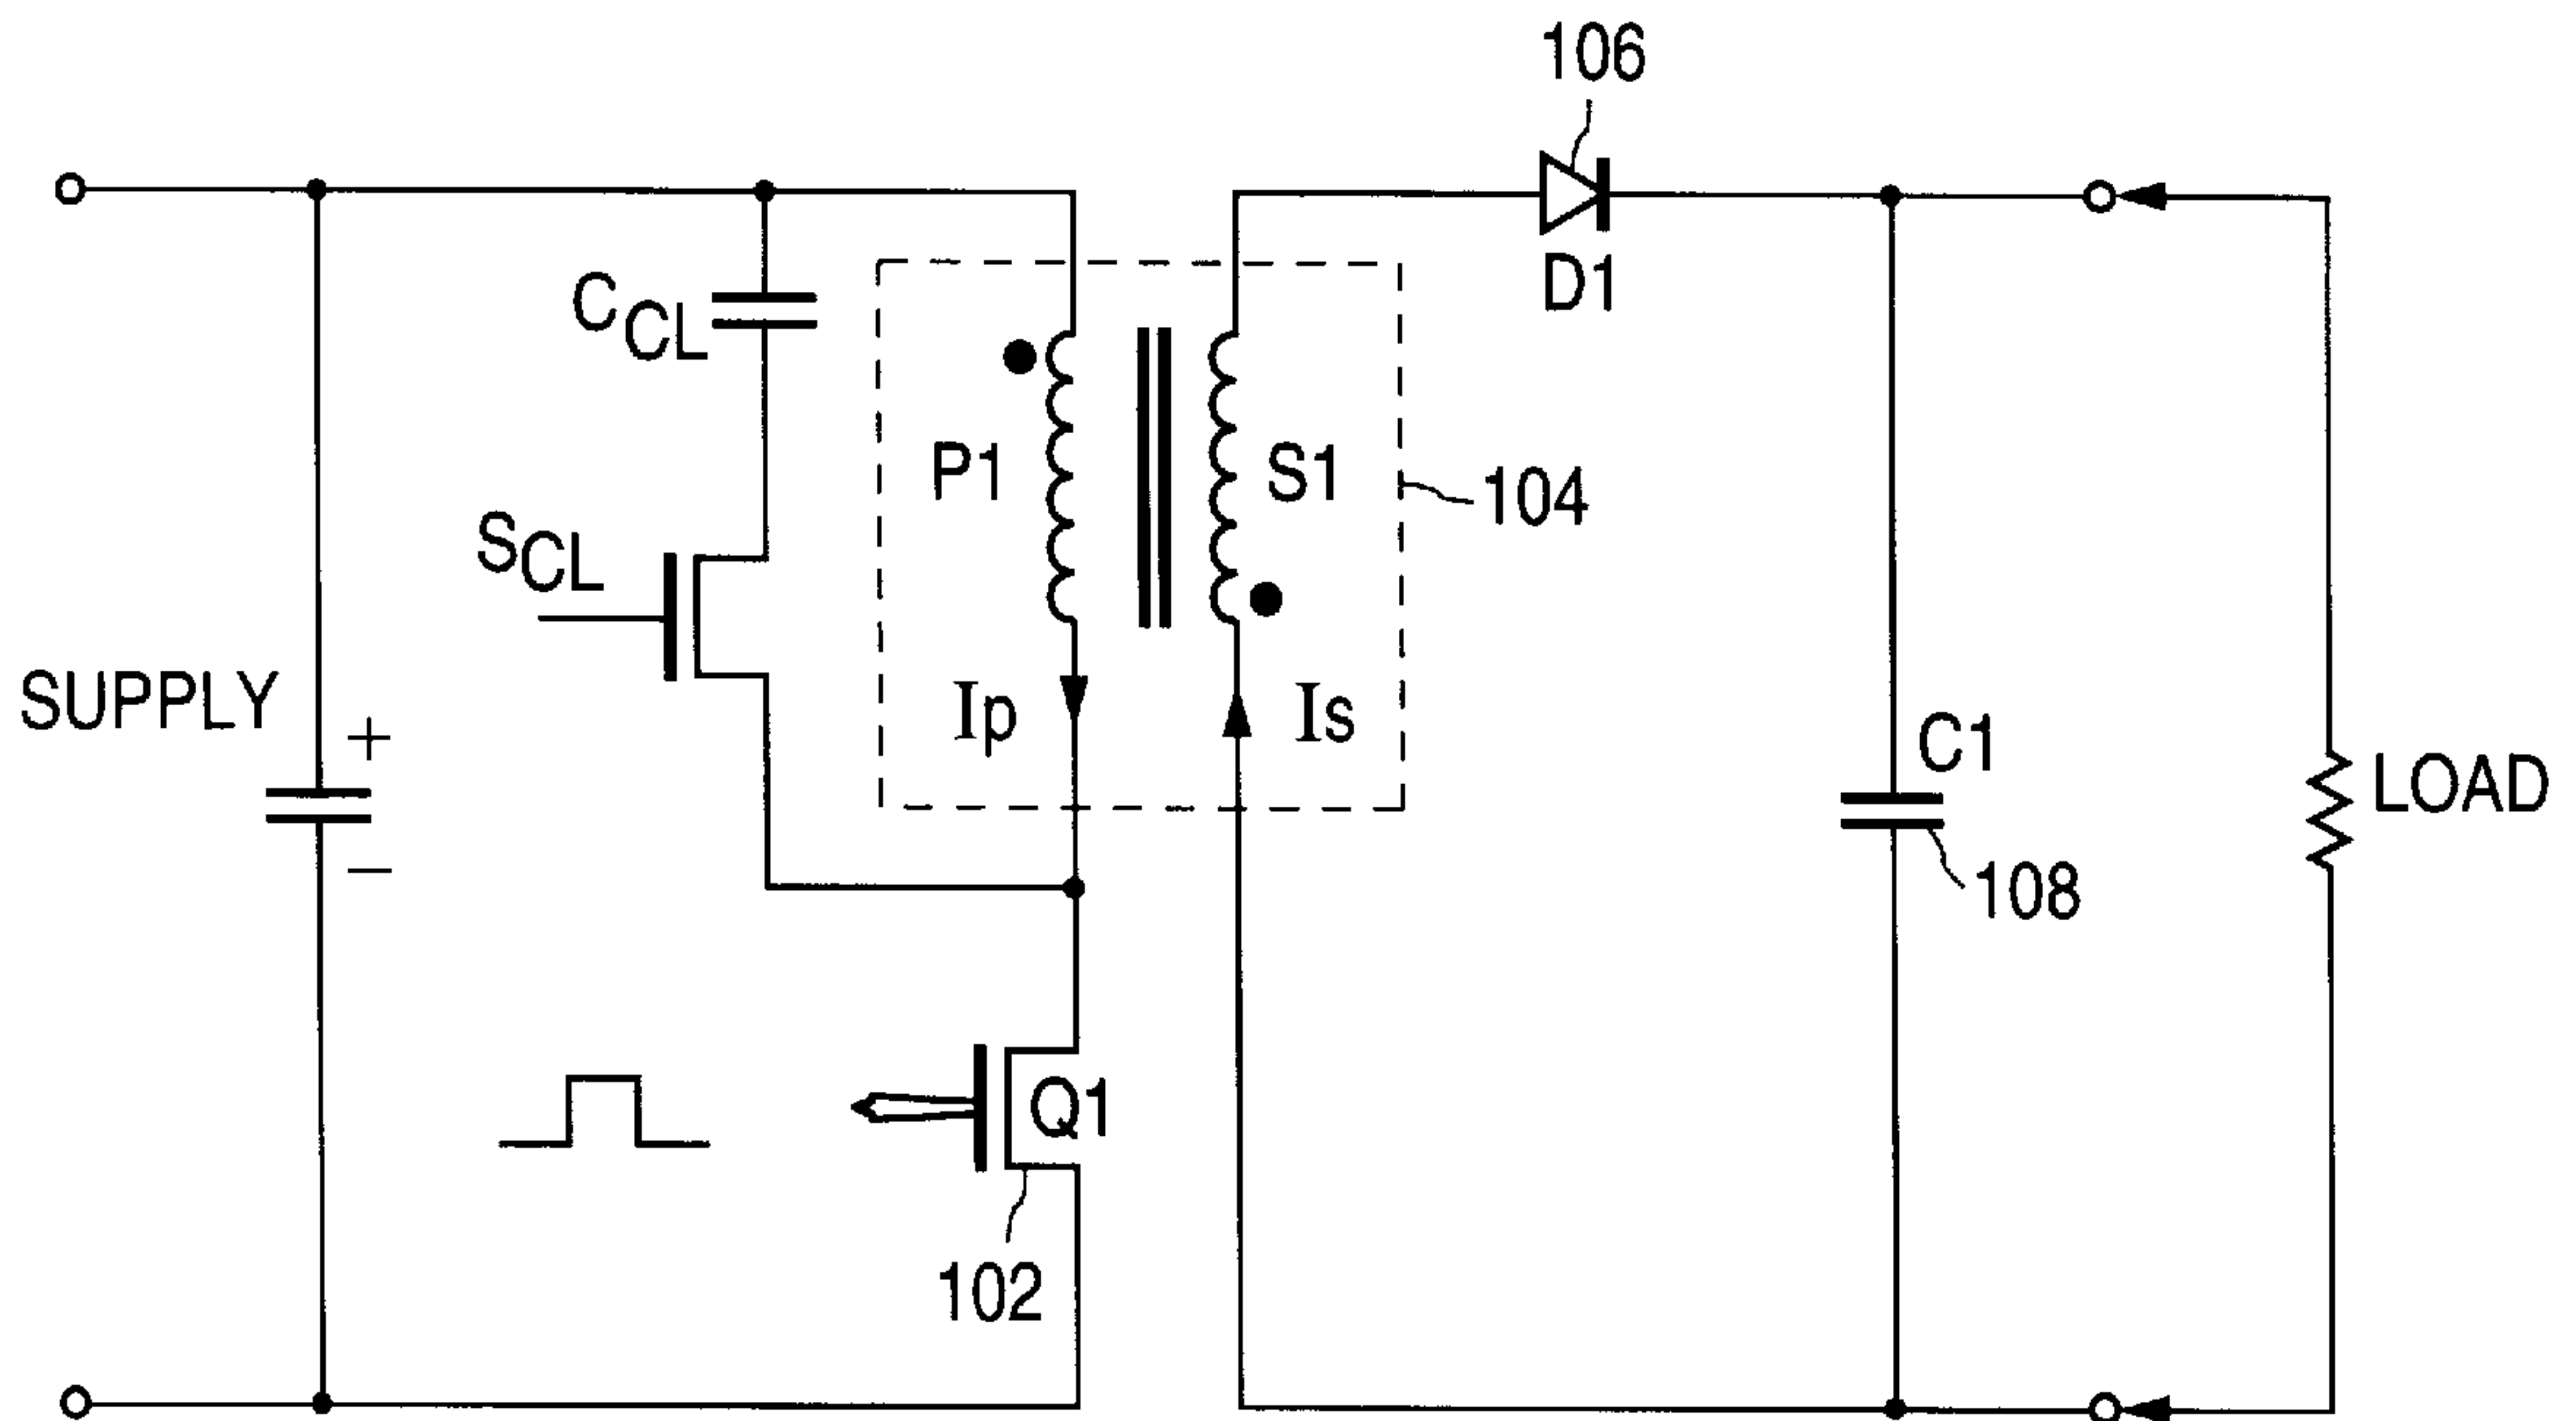 106
D1
CCL
SCL
P1
S1
104
SUPPLY
+
−
Ip
Is
C1
108
LOAD
Q1
102